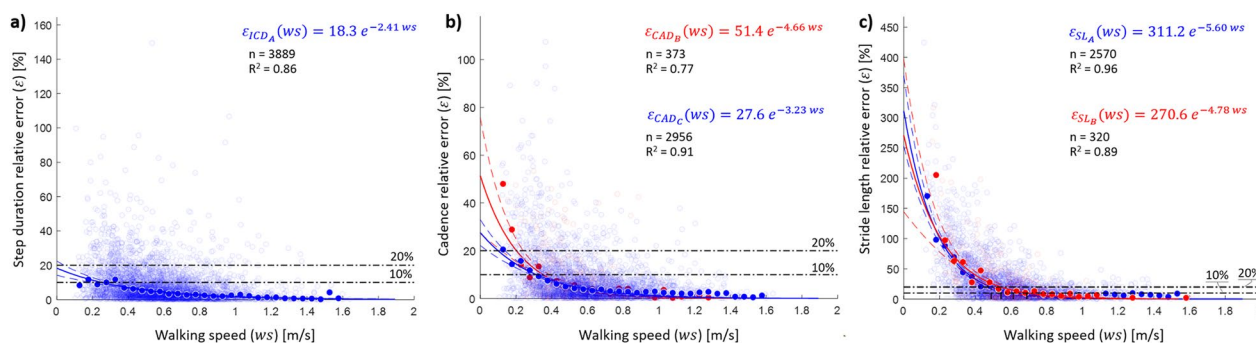 a)
Step duration relative error (ε) [%]
160
140
120
100
80
60
40
20
0
ε_ICD_A(ws) = 18.3 e^−2.41 ws
n = 3889
R² = 0.86
20%
10%
0 0.2 0.4 0.6 0.8 1 1.2 1.4 1.6 1.8 2
Walking speed (ws) [m/s]
b)
Cadence relative error (ε) [%]
100
80
60
40
20
0
ε_CAD_B(ws) = 51.4 e^−4.66 ws
n = 373
R² = 0.77
ε_CAD_C(ws) = 27.6 e^−3.23 ws
n = 2956
R² = 0.91
20%
10%
0 0.2 0.4 0.6 0.8 1 1.2 1.4 1.6 1.8 2
Walking speed (ws) [m/s]
c)
Stride length relative error (ε) [%]
450
400
350
300
250
200
150
100
50
0
ε_SL_A(ws) = 311.2 e^−5.60 ws
n = 2570
R² = 0.96
ε_SL_B(ws) = 270.6 e^−4.78 ws
n = 320
R² = 0.89
10% 20%
0 0.2 0.4 0.6 0.8 1 1.2 1.4 1.6 1.8 2
Walking speed (ws) [m/s]